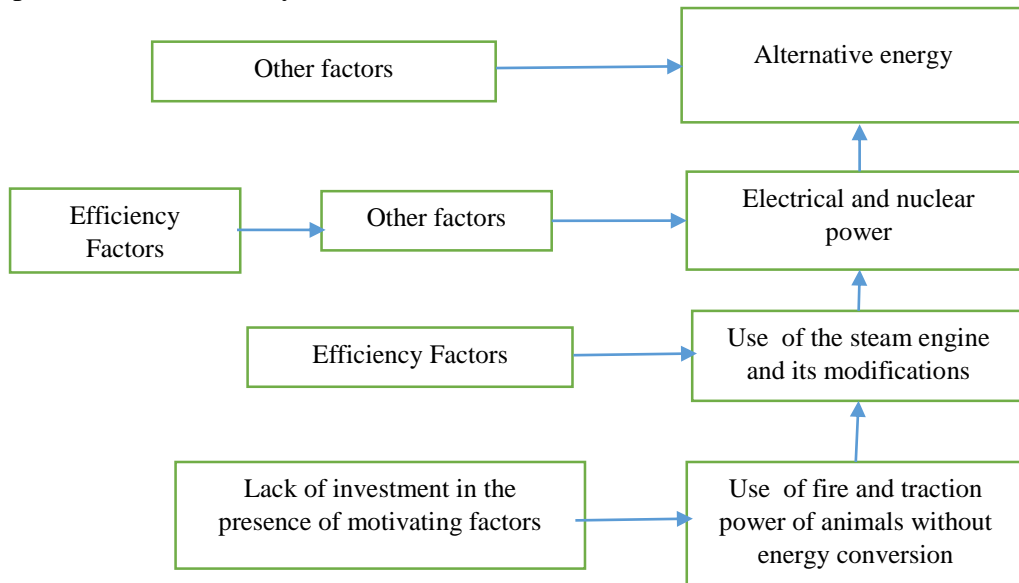 Other factors
Alternative energy
Efficiency
Factors
Other factors
Electrical and nuclear
power
Efficiency Factors
Use of the steam engine
and its modifications
Lack of investment in the
presence of motivating factors
Use of fire and traction
power of animals without
energy conversion